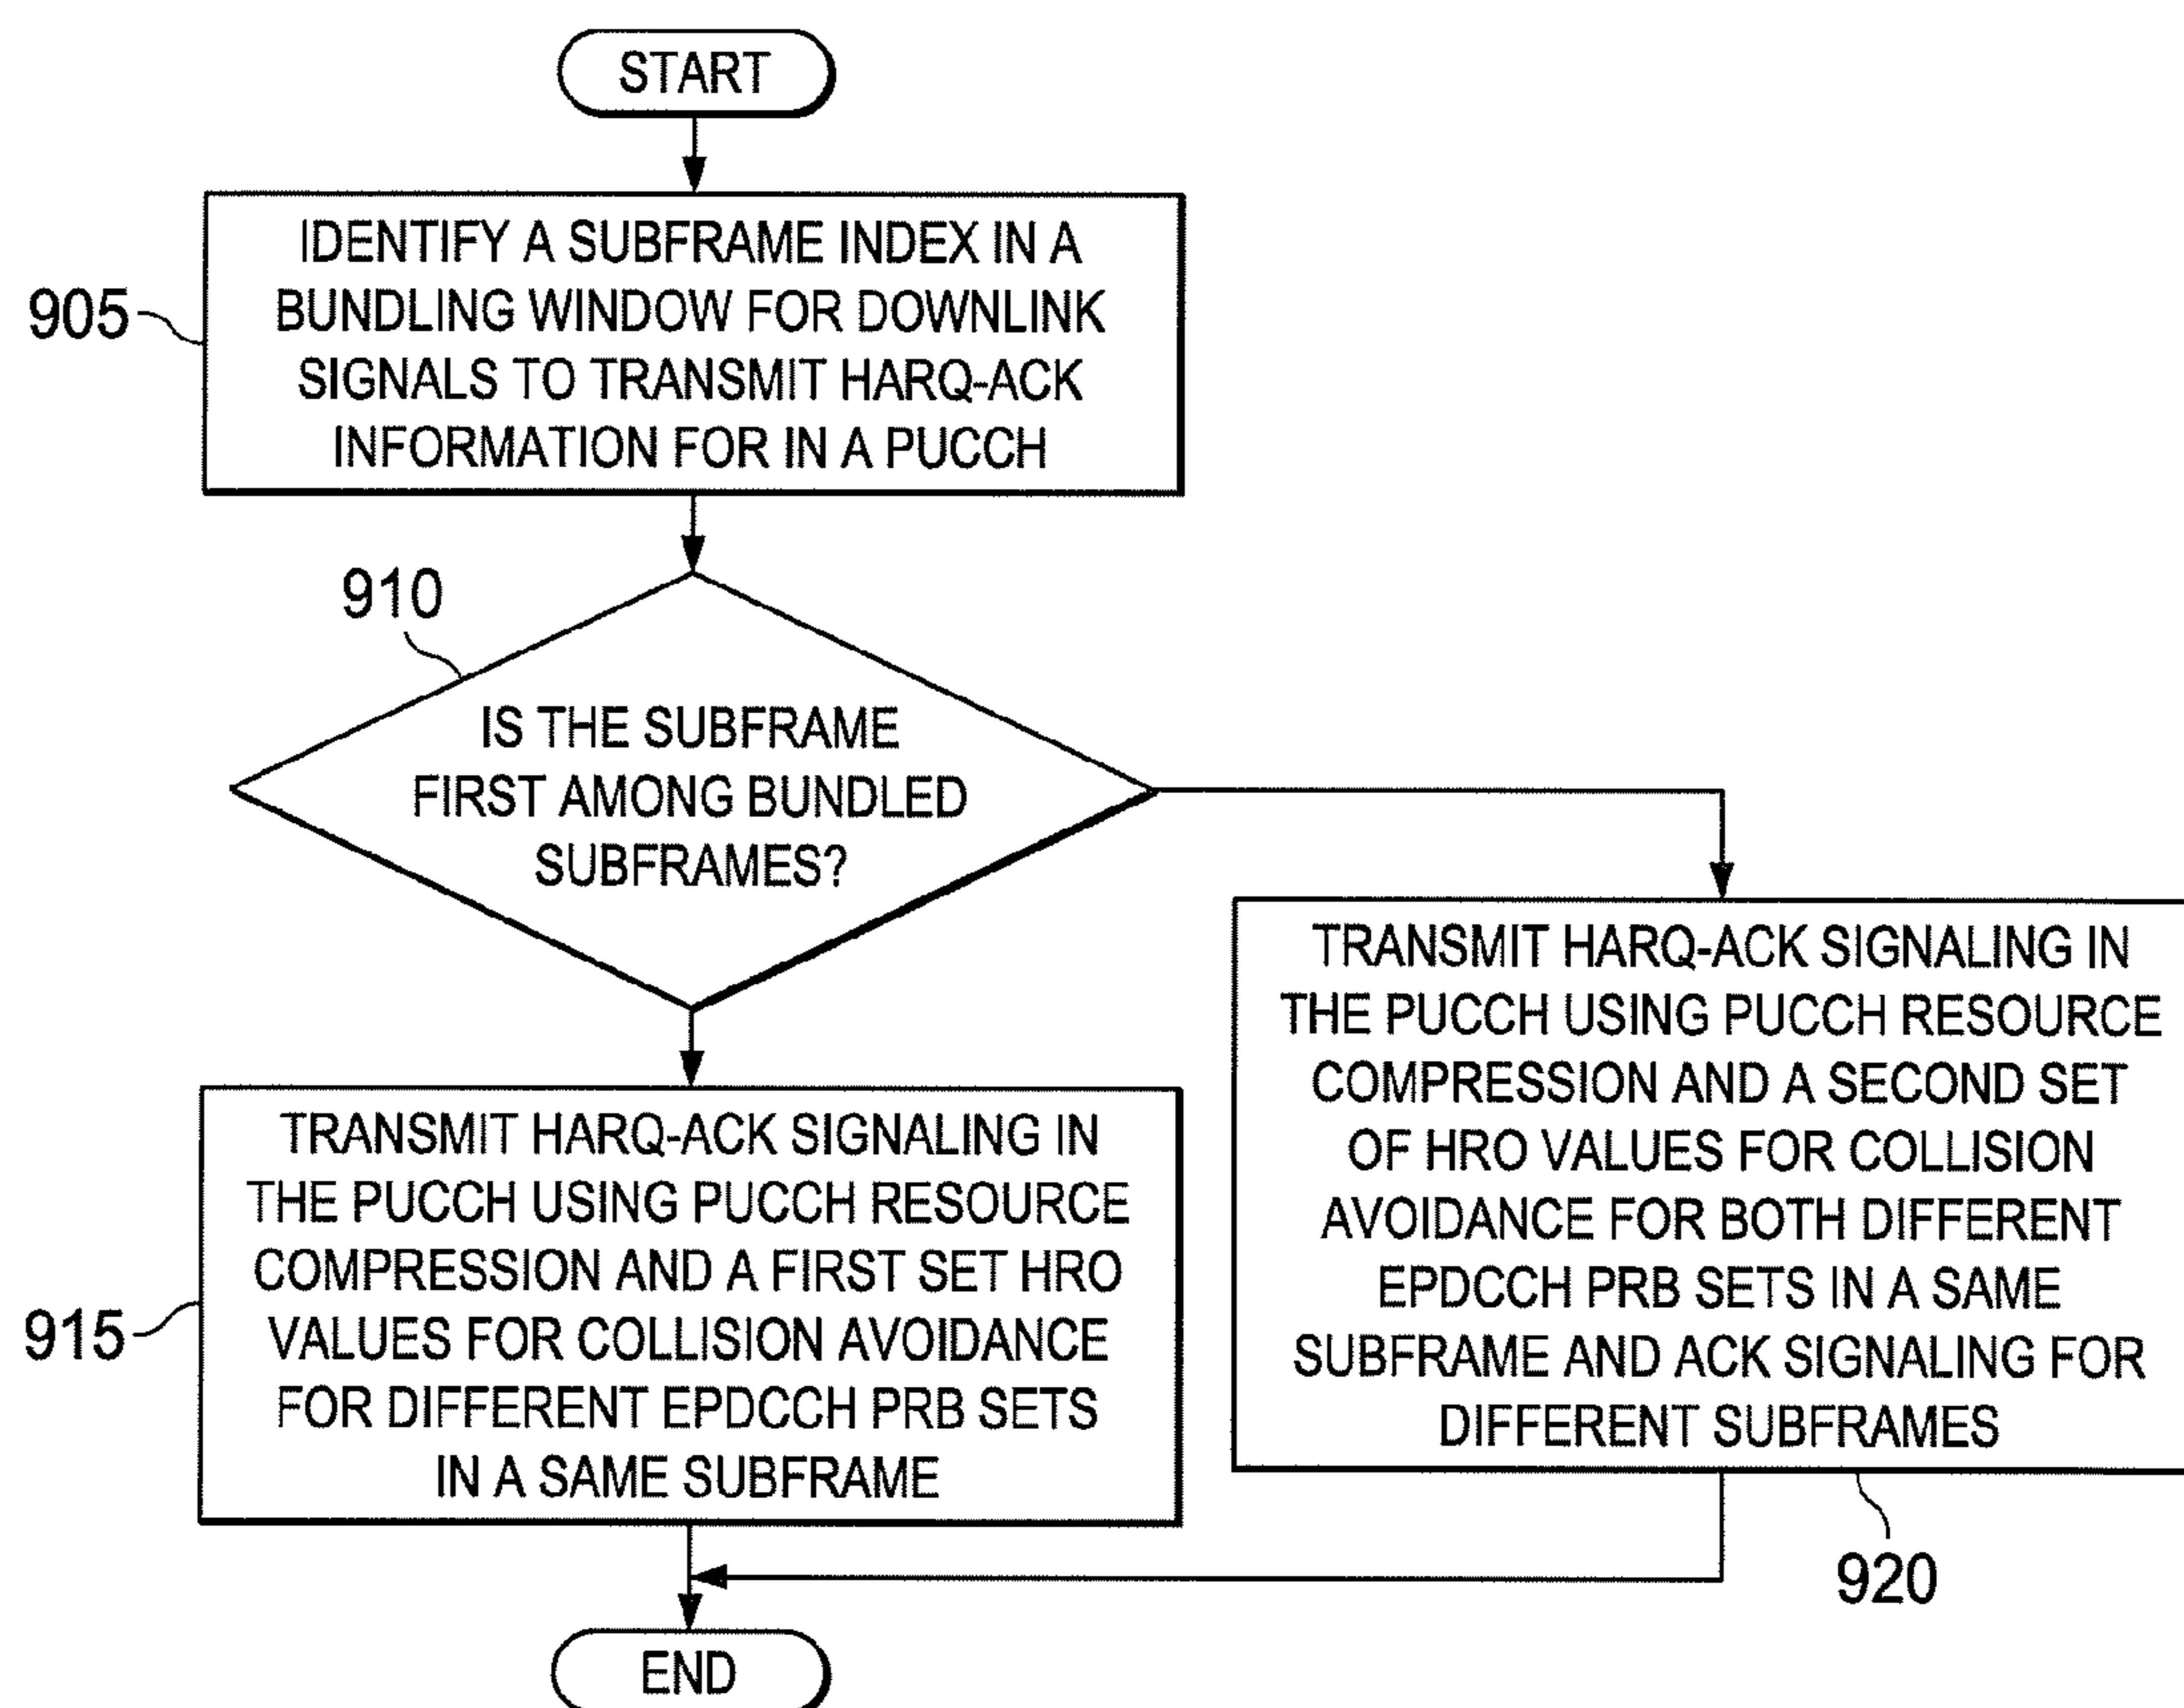 START
905
IDENTIFY A SUBFRAME INDEX IN A
BUNDLING WINDOW FOR DOWNLINK
SIGNALS TO TRANSMIT HARQ-ACK
INFORMATION FOR IN A PUCCH
910
IS THE SUBFRAME
FIRST AMONG BUNDLED
SUBFRAMES?
915
TRANSMIT HARQ-ACK SIGNALING IN
THE PUCCH USING PUCCH RESOURCE
COMPRESSION AND A FIRST SET HRO
VALUES FOR COLLISION AVOIDANCE
FOR DIFFERENT EPDCCH PRB SETS
IN A SAME SUBFRAME
TRANSMIT HARQ-ACK SIGNALING IN
THE PUCCH USING PUCCH RESOURCE
COMPRESSION AND A SECOND SET
OF HRO VALUES FOR COLLISION
AVOIDANCE FOR BOTH DIFFERENT
EPDCCH PRB SETS IN A SAME
SUBFRAME AND ACK SIGNALING FOR
DIFFERENT SUBFRAMES
920
END